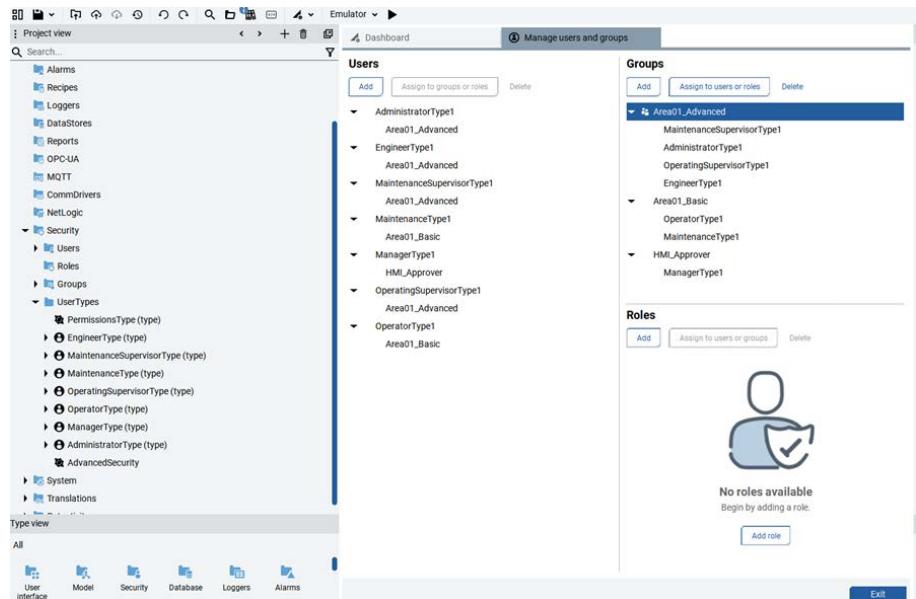 Emulator
Project view
Search...
Alarms
Recipes
Loggers
DataStores
Reports
OPC-UA
MQTT
CommDrivers
NetLogic
Security
Users
Roles
Groups
UserTypes
PermissionsType (type)
EngineerType (type)
MaintenanceSupervisorType (type)
MaintenanceType (type)
OperatingSupervisorType (type)
OperatorType (type)
ManagerType (type)
AdministratorType (type)
AdvancedSecurity
System
Translations
Type view
All
User interface
Model
Security
Database
Loggers
Alarms
Dashboard
Manage users and groups
Users
Add
Assign to groups or roles
Delete
AdministratorType1
Area01_Advanced
EngineerType1
Area01_Advanced
MaintenanceSupervisorType1
Area01_Advanced
MaintenanceType1
Area01_Basic
ManagerType1
HMI_Approver
OperatingSupervisorType1
Area01_Advanced
OperatorType1
Area01_Basic
Groups
Add
Assign to users or roles
Delete
Area01_Advanced
MaintenanceSupervisorType1
AdministratorType1
OperatingSupervisorType1
EngineerType1
Area01_Basic
OperatorType1
MaintenanceType1
HMI_Approver
ManagerType1
Roles
Add
Assign to users or groups
Delete
No roles available
Begin by adding a role.
Add role
Exit